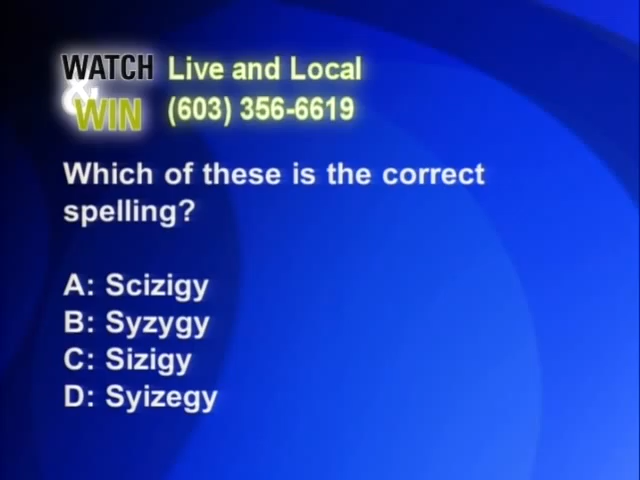 WATCH
&
WIN
Live and Local
(603) 356-6619
Which of these is the correct
spelling?
A: Scizigy
B: Syzygy
C: Sizigy
D: Syizegy